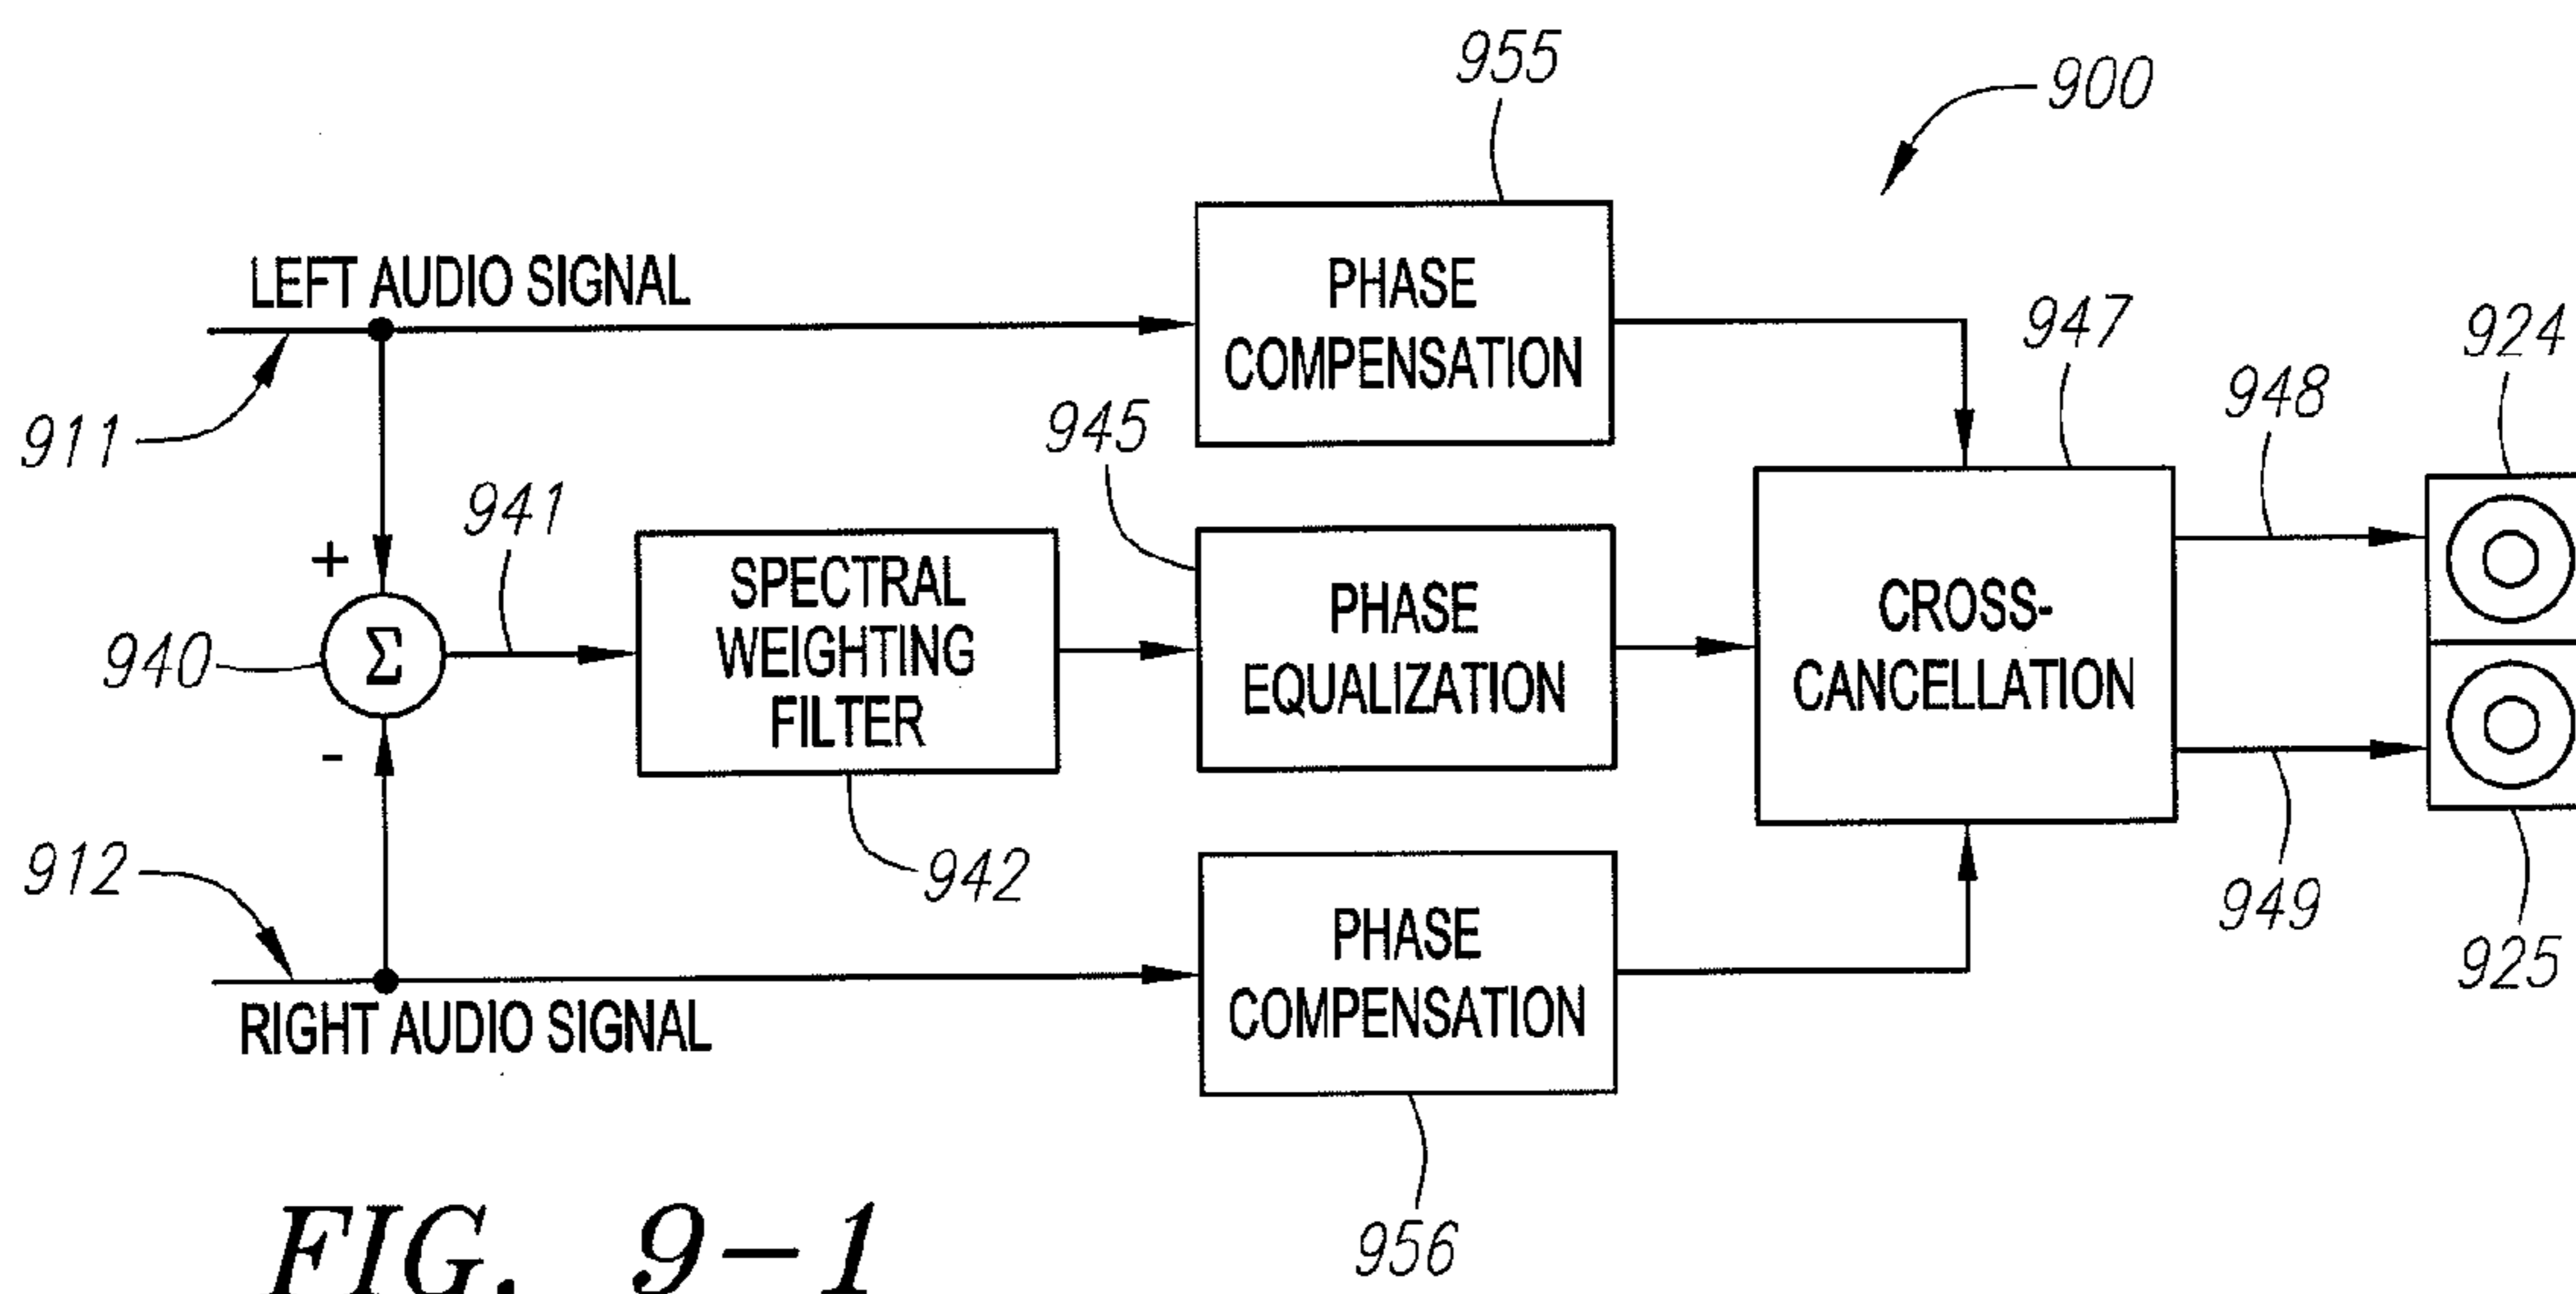 955
900
LEFT AUDIO SIGNAL
PHASE
COMPENSATION
947
924
948
911
945
941
+
SPECTRAL
WEIGHTING
FILTER
PHASE
EQUALIZATION
CROSS-
CANCELLATION
940
Σ
-
912
942
949
925
PHASE
COMPENSATION
RIGHT AUDIO SIGNAL
956
FIG. 9-1